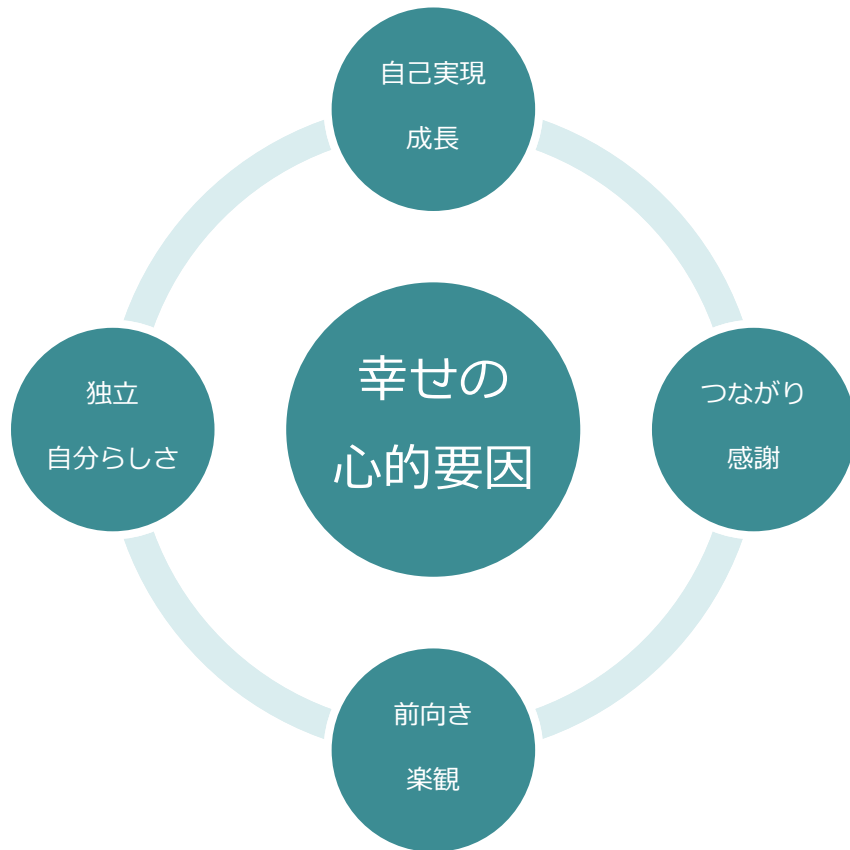 自己実現
成長
幸せの
心的要因
独立
自分らしさ
つながり
感謝
前向き
楽観